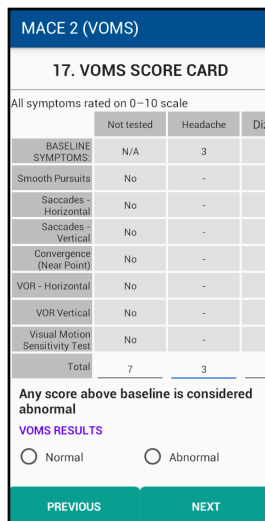 MACE 2 (VOMS)
17. VOMS SCORE CARD
All symptoms rated on 0–10 scale
Not tested Headache Diz
BASELINE
SYMPTOMS: N/A 3
Smooth Pursuits No -
Saccades -
Horizontal No -
Saccades -
Vertical No -
Convergence
(Near Point) No -
VOR - Horizontal No -
VOR Vertical No -
Visual Motion
Sensitivity Test No -
Total 7 3
Any score above baseline is considered
abnormal
VOMS RESULTS
Normal Abnormal
PREVIOUS NEXT